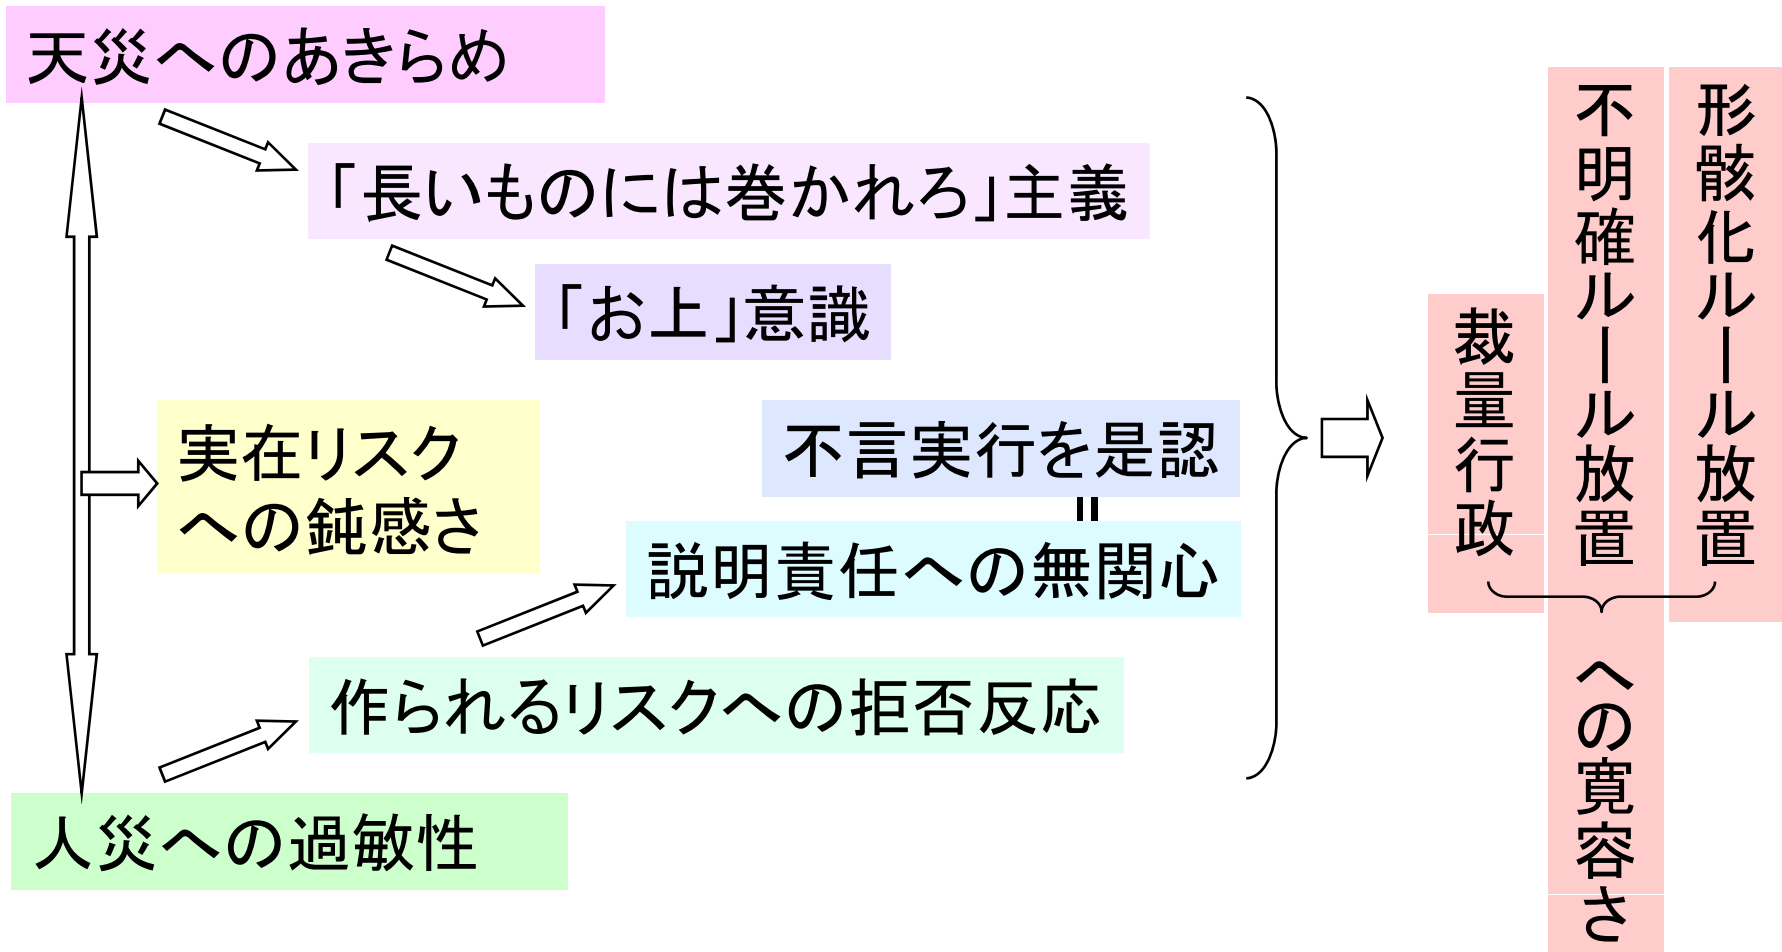 天災へのあきらめ
「長いものには巻かれろ」主義
「お上」意識
実在リスク
への鈍感さ
不言実行を是認
説明責任への無関心
作られるリスクへの拒否反応
人災への過敏性
形骸化ルール放置
不明確ルール放置
裁量行政
への寛容さ